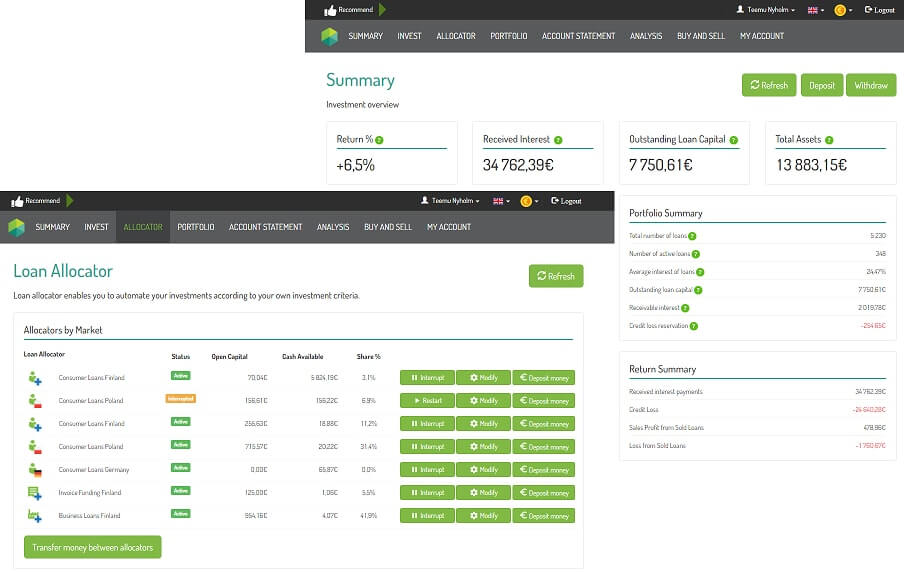 Recommend
Teemu Nyholm
Logout
SUMMARY INVEST ALLOCATOR PORTFOLIO ACCOUNT STATEMENT ANALYSIS BUY AND SELL MY ACCOUNT
Summary
Refresh Deposit Withdraw
Investment overview
Return % Received Interest Outstanding Loan Capital Total Assets
+6,5% 34 762,39€ 7 750,61€ 13 883,15€
Portfolio Summary
Total number of loans 5 230
Number of active loans 348
Average interest of loans 24,47%
Outstanding loan capital 7 750,61€
Receivable interest 2 019,78€
Credit loss reservation -254,65€
Return Summary
Received interest payments 34 762,39€
Credit Loss -24 640,28€
Sales Profit from Sold Loans 478,96€
Loss from Sold Loans -1 750,67€
Recommend
Teemu Nyholm
Logout
SUMMARY INVEST ALLOCATOR PORTFOLIO ACCOUNT STATEMENT ANALYSIS BUY AND SELL MY ACCOUNT
Loan Allocator
Refresh
Loan allocator enables you to automate your investments according to your own investment criteria.
Allocators by Market
Loan Allocator Status Open Capital Cash Available Share %
Consumer Loans Finland Active 70,04€ 5 824,19€ 3.1% Interrupt Modify Deposit money
Consumer Loans Poland Interrupted 156,61€ 156,22€ 6.9% Restart Modify Deposit money
Consumer Loans Finland Active 255,63€ 18,88€ 11.2% Interrupt Modify Deposit money
Consumer Loans Poland Active 715,57€ 20,22€ 31.4% Interrupt Modify Deposit money
Consumer Loans Germany Active 0,00€ 65,87€ 0.0% Interrupt Modify Deposit money
Invoice Funding Finland Active 125,00€ 1,06€ 5.5% Interrupt Modify Deposit money
Business Loans Finland Active 954,16€ 4,07€ 41.9% Interrupt Modify Deposit money
Transfer money between allocators